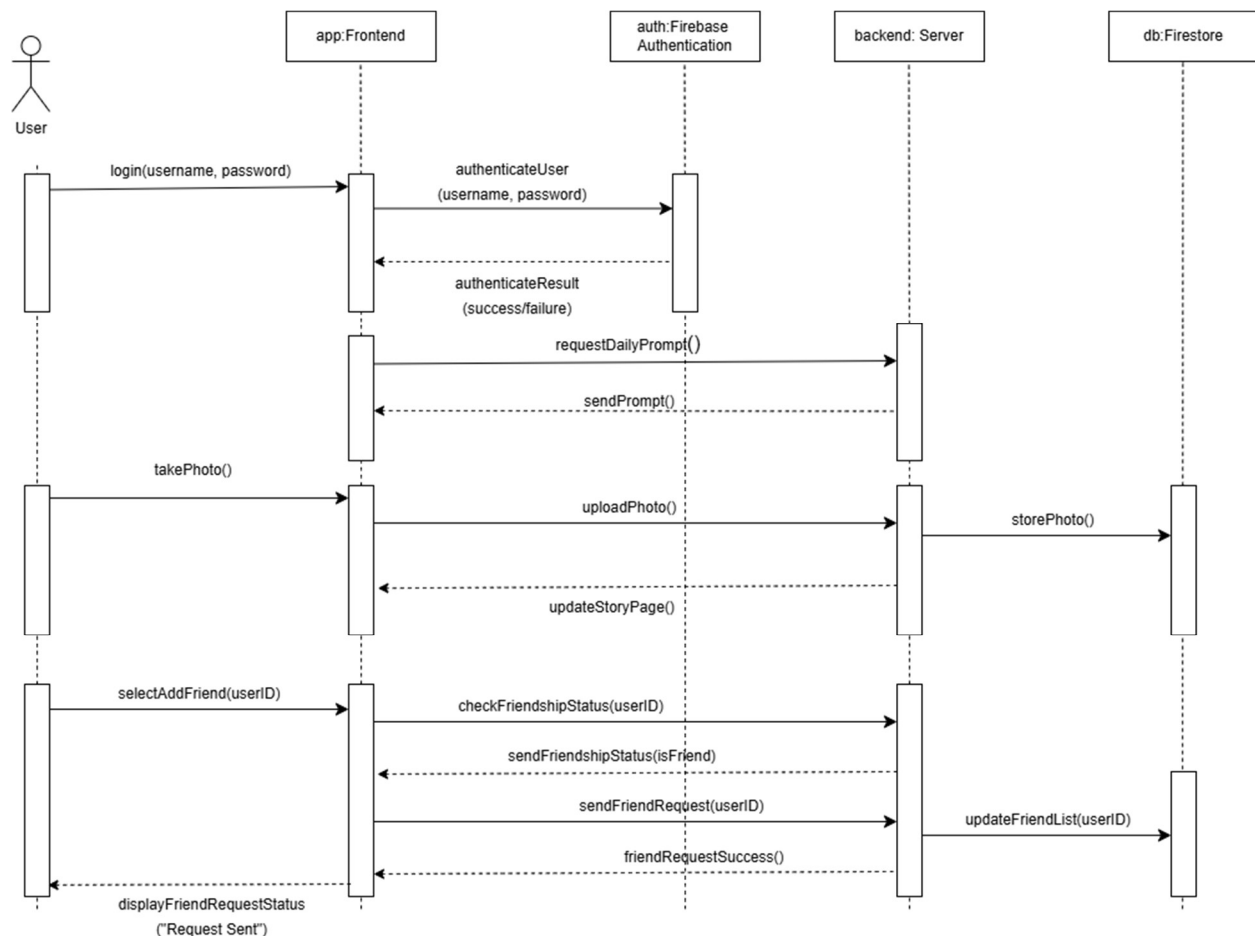 app:Frontend
auth:Firebase
Authentication
backend: Server
db:Firestore
User
login(username, password)
authenticateUser
(username, password)
authenticateResult
(success/failure)
requestDailyPrompt()
sendPrompt()
takePhoto()
uploadPhoto()
storePhoto()
updateStoryPage()
selectAddFriend(userID)
checkFriendshipStatus(userID)
sendFriendshipStatus(isFriend)
sendFriendRequest(userID)
updateFriendList(userID)
friendRequestSuccess()
displayFriendRequestStatus
("Request Sent")